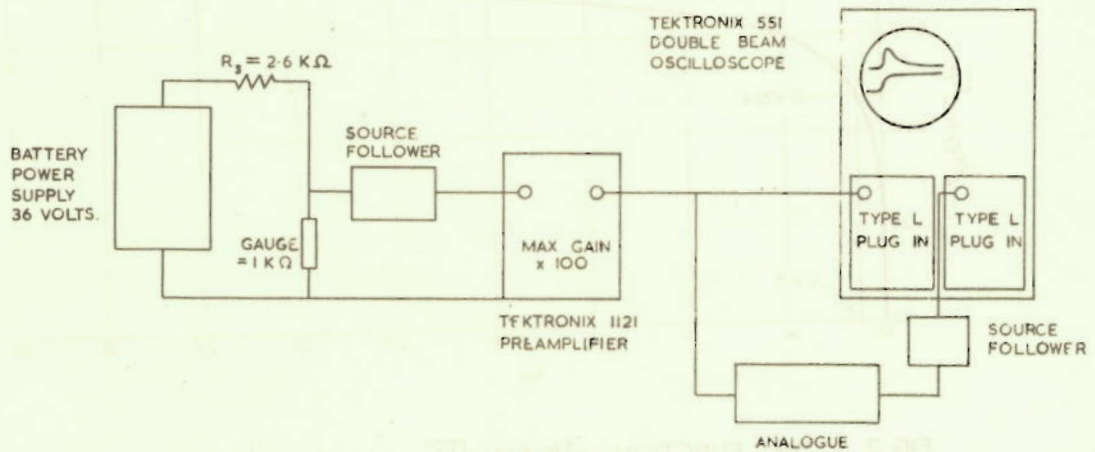 TEKTRONIX 551
DOUBLE BEAM
OSCILLOSCOPE
R₃ = 2·6 KΩ
BATTERY
POWER
SUPPLY
36 VOLTS.
SOURCE
FOLLOWER
GAUGE
= 1 KΩ
MAX GAIN
x 100
TYPE L
PLUG IN
TYPE L
PLUG IN
TEKTRONIX 1121
PREAMPLIFIER
SOURCE
FOLLOWER
ANALOGUE